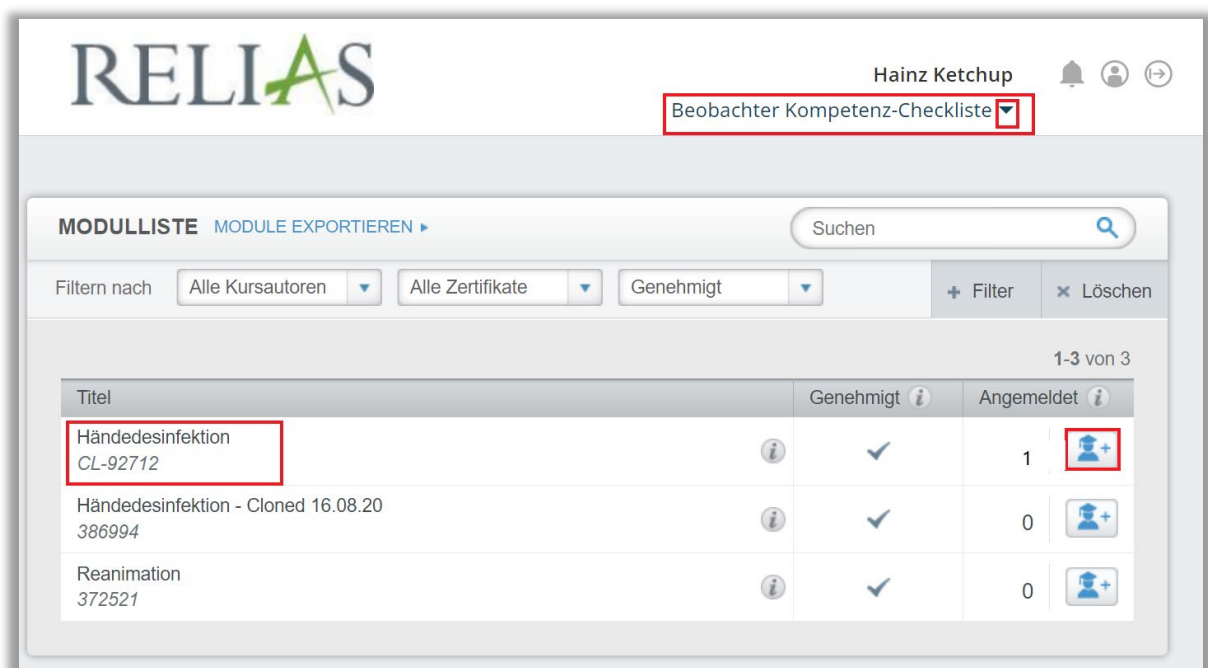 RELIAS
Hainz Ketchup
Beobachter Kompetenz-Checkliste
MODULLISTE MODULE EXPORTIEREN
Suchen
Filtern nach Alle Kursautoren Alle Zertifikate Genehmigt + Filter × Löschen
1-3 von 3
Titel Genehmigt i Angemeldet i
Händedesinfektion
CL-92712
i 1
Händedesinfektion - Cloned 16.08.20
386994
i 0
Reanimation
372521
i 0